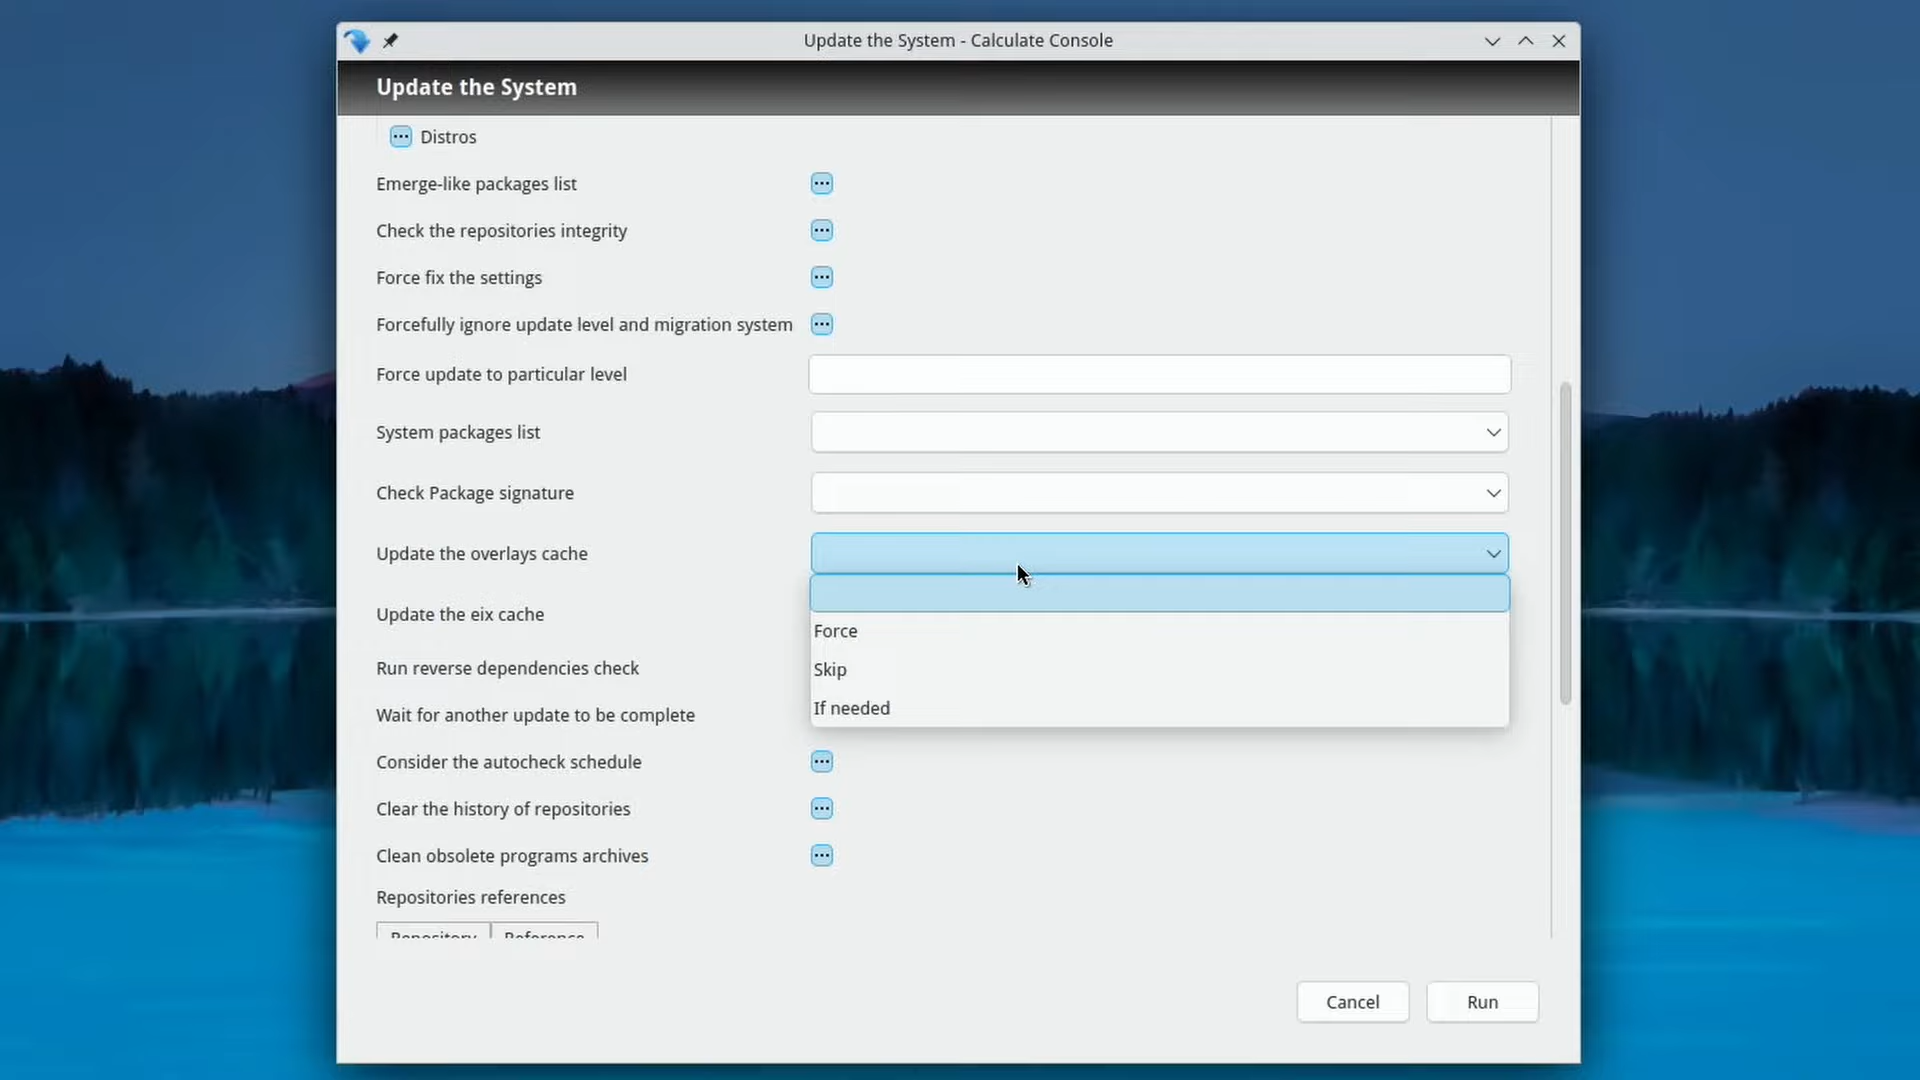 Update the System - Calculate Console
Update the System
Distros
Emerge-like packages list
Check the repositories integrity
Force fix the settings
Forcefully ignore update level and migration system
Force update to particular level
System packages list
Check Package signature
Update the overlays cache
Update the eix cache
Force
Run reverse dependencies check
Skip
Wait for another update to be complete
If needed
Consider the autocheck schedule
Clear the history of repositories
Clean obsolete programs archives
Repositories references
Repository Reference
Cancel Run